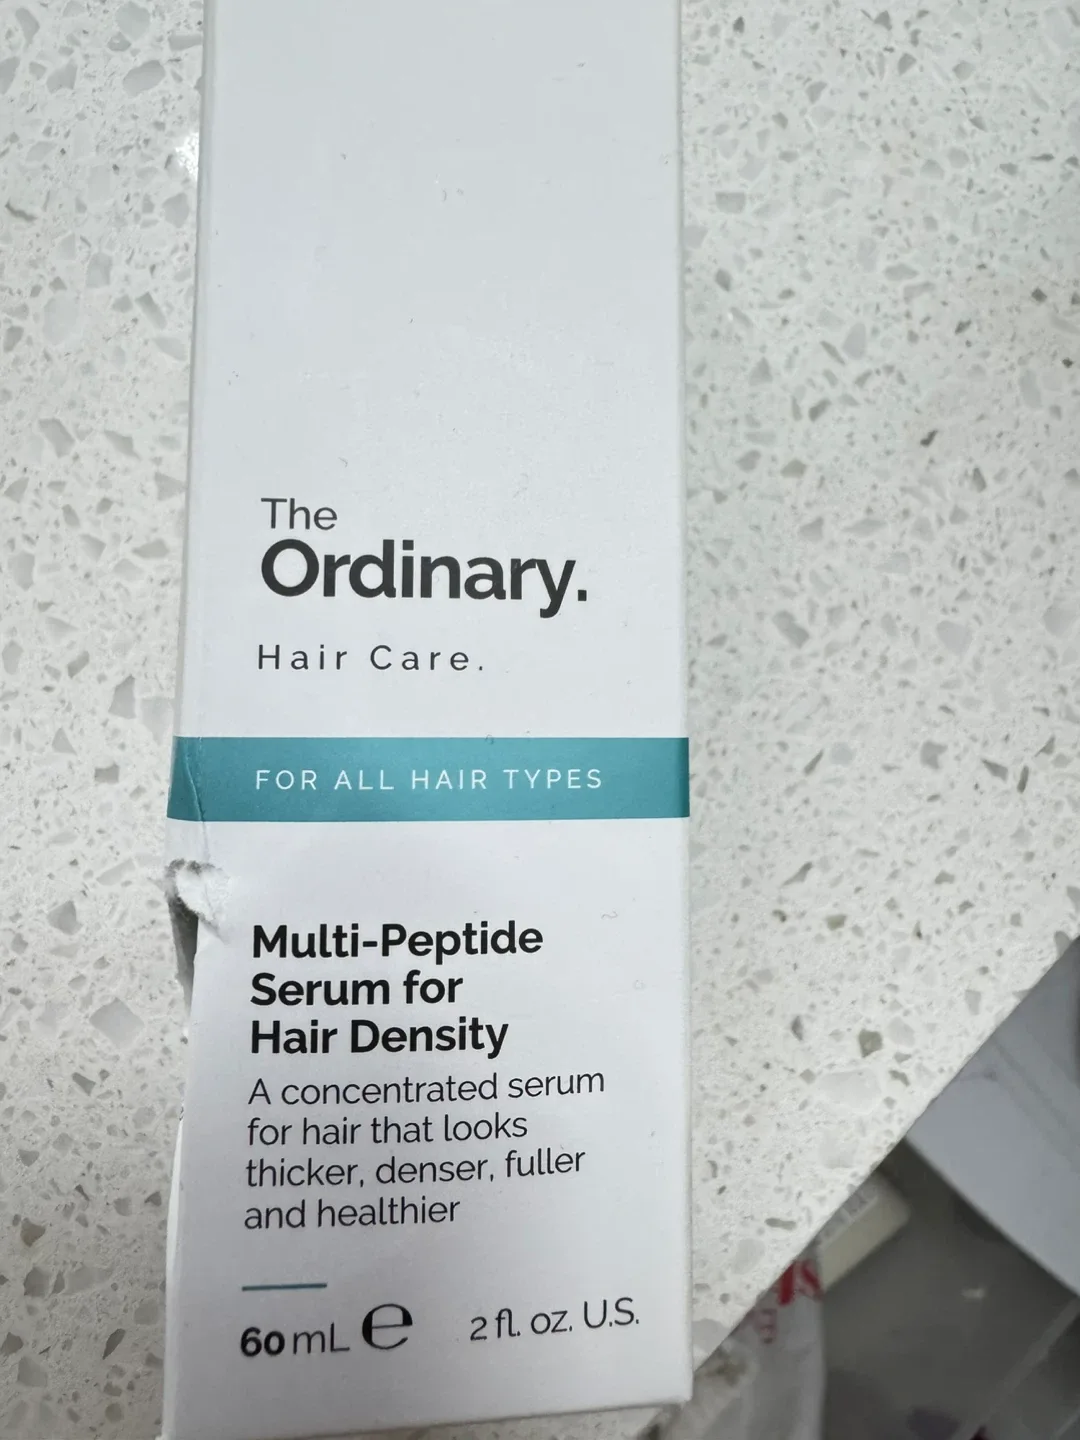 The
Ordinary.
Hair Care.
FOR ALL HAIR TYPES
Multi-Peptide
Serum for
Hair Density
A concentrated serum
for hair that looks
thicker, denser, fuller
and healthier
60 mL ℮ 2 fl. oz. U.S.